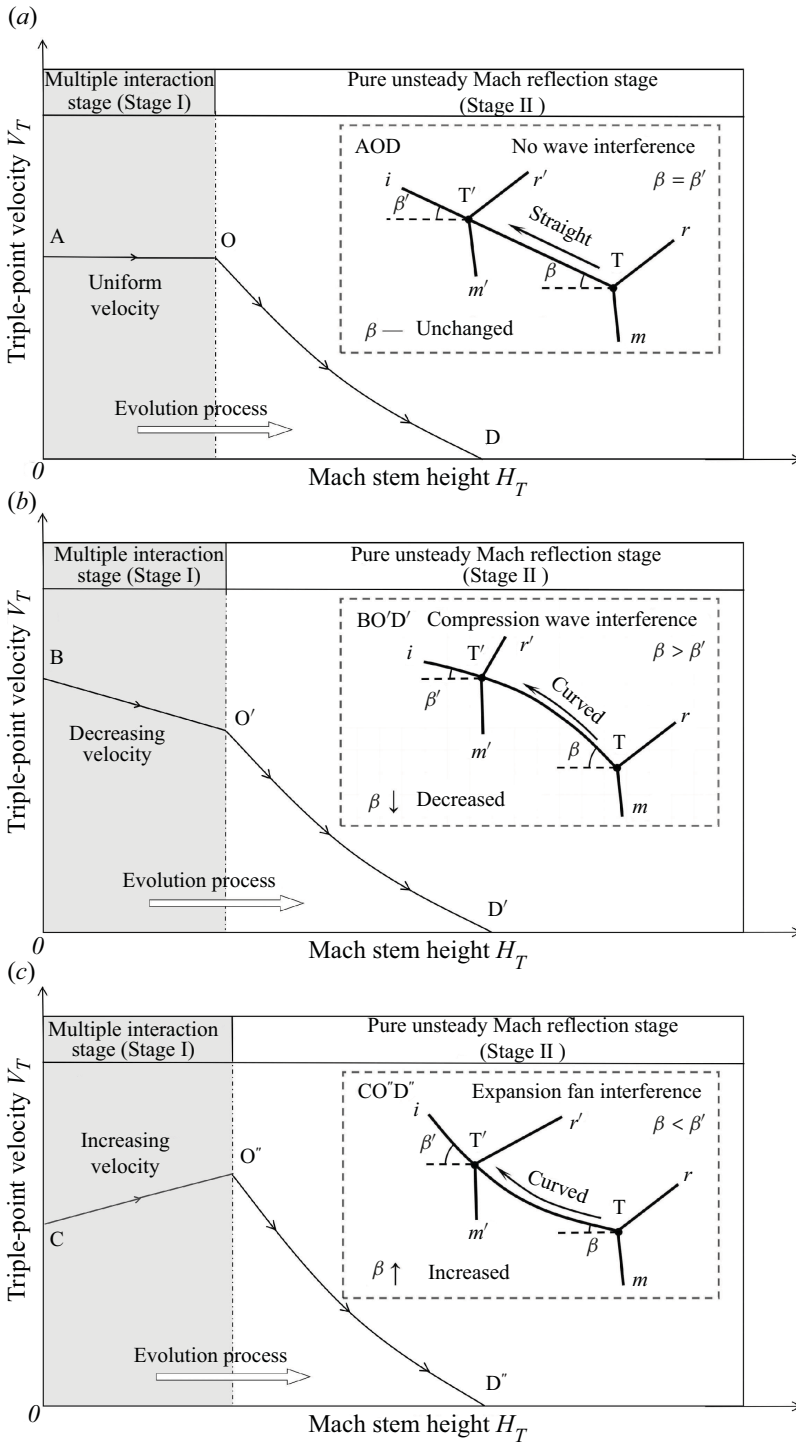 (a)
Multiple interaction
stage (Stage I)
Pure unsteady Mach reflection stage
(Stage II )
Triple-point velocity V_T
AOD
No wave interference
i
β′
T′
r′
β = β′
Straight
T
r
β
m′
m
β — Unchanged
A
O
Uniform
velocity
Evolution process
D
0
Mach stem height H_T
(b)
Multiple interaction
stage (Stage I)
Pure unsteady Mach reflection stage
(Stage II )
Triple-point velocity V_T
BO′D′
Compression wave interference
i
β′
T′
r′
β > β′
Curved
T
r
β
m′
m
β ↓ Decreased
B
O′
Decreasing
velocity
Evolution process
D′
0
Mach stem height H_T
(c)
Multiple interaction
stage (Stage I)
Pure unsteady Mach reflection stage
(Stage II )
Triple-point velocity V_T
CO″D″
Expansion fan interference
i
β′
T′
r′
β < β′
Curved
T
r
β
m′
m
β ↑ Increased
Increasing
velocity
O″
C
Evolution process
D″
0
Mach stem height H_T